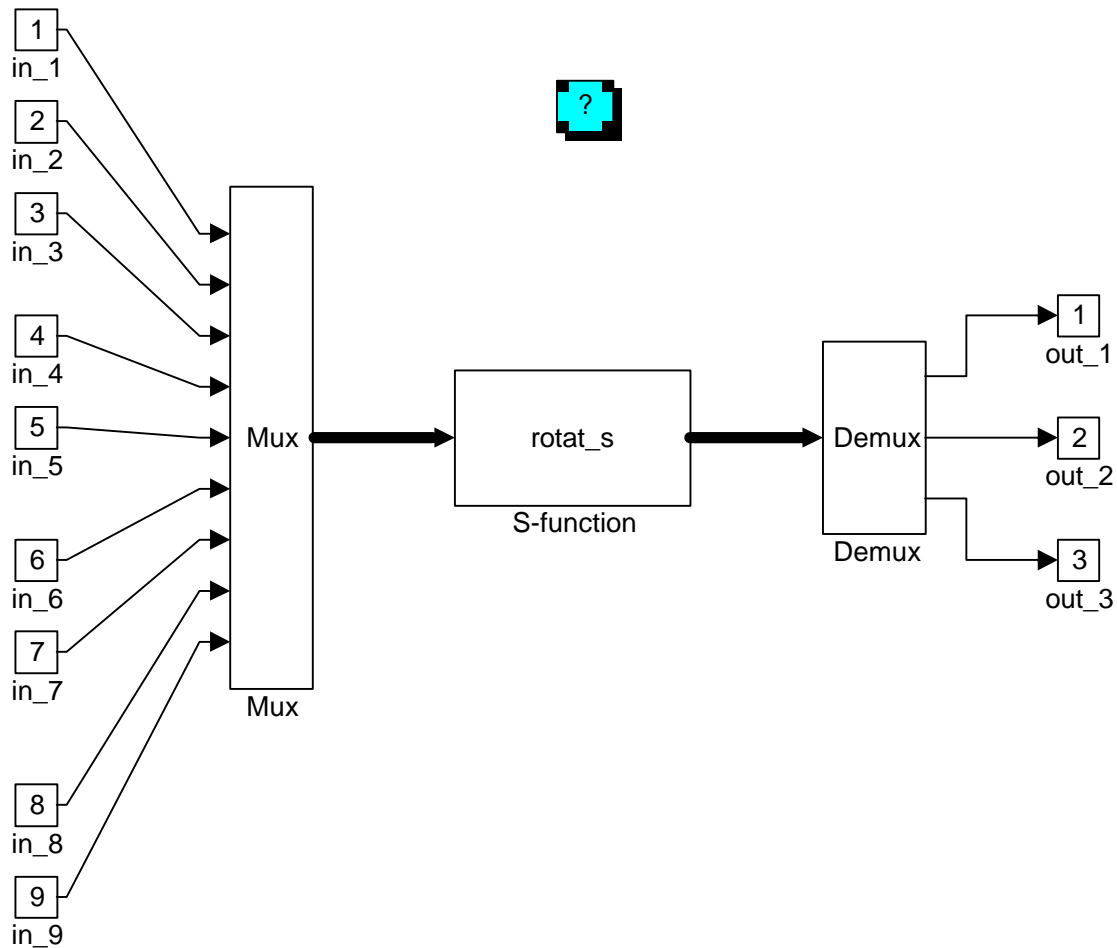 1
in_1
?
2
in_2
3
in_3
4
in_4
5
in_5
6
in_6
7
in_7
8
in_8
9
in_9
Mux
Mux
rotat_s
S-function
Demux
Demux
1
out_1
2
out_2
3
out_3